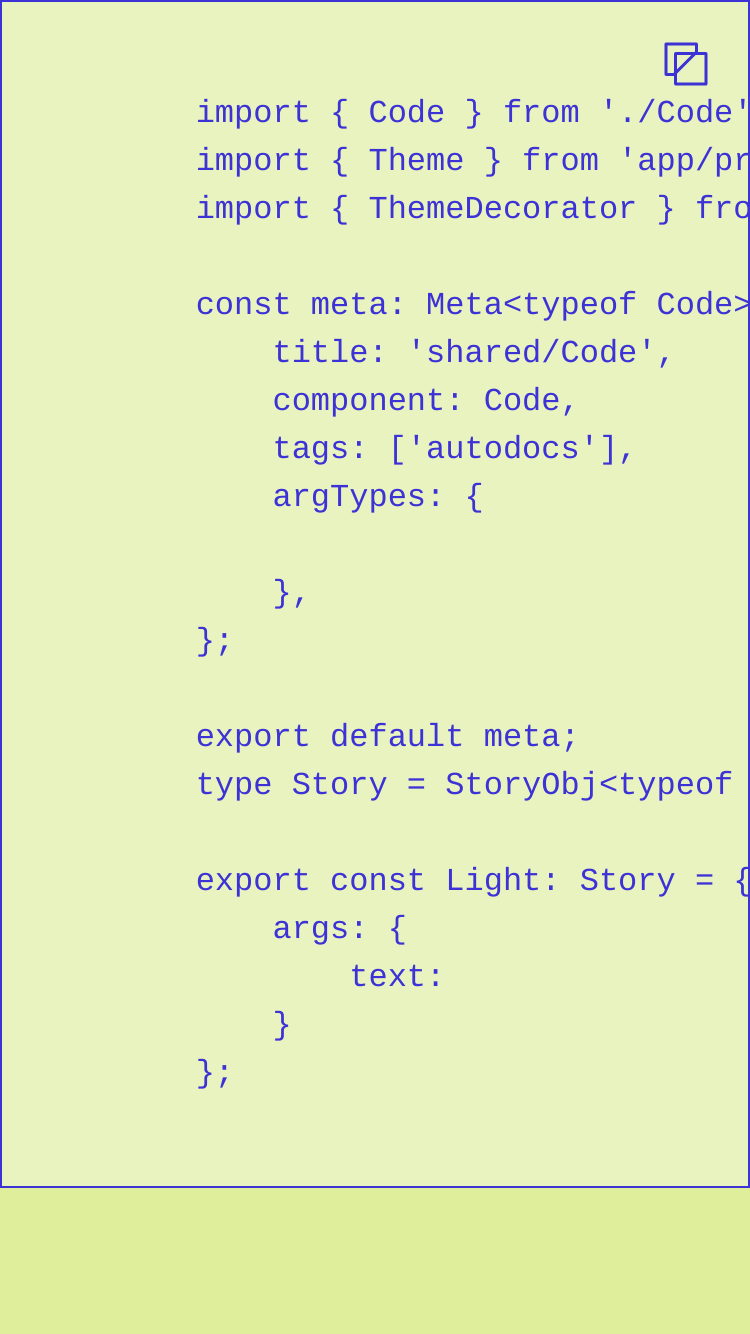 import { Code } from './Code'
import { Theme } from 'app/pr
import { ThemeDecorator } fro
const meta: Meta<typeof Code>
title: 'shared/Code',
component: Code,
tags: ['autodocs'],
argTypes: {
},
};
export default meta;
type Story = StoryObj<typeof
export const Light: Story = {
args: {
text:
}
};